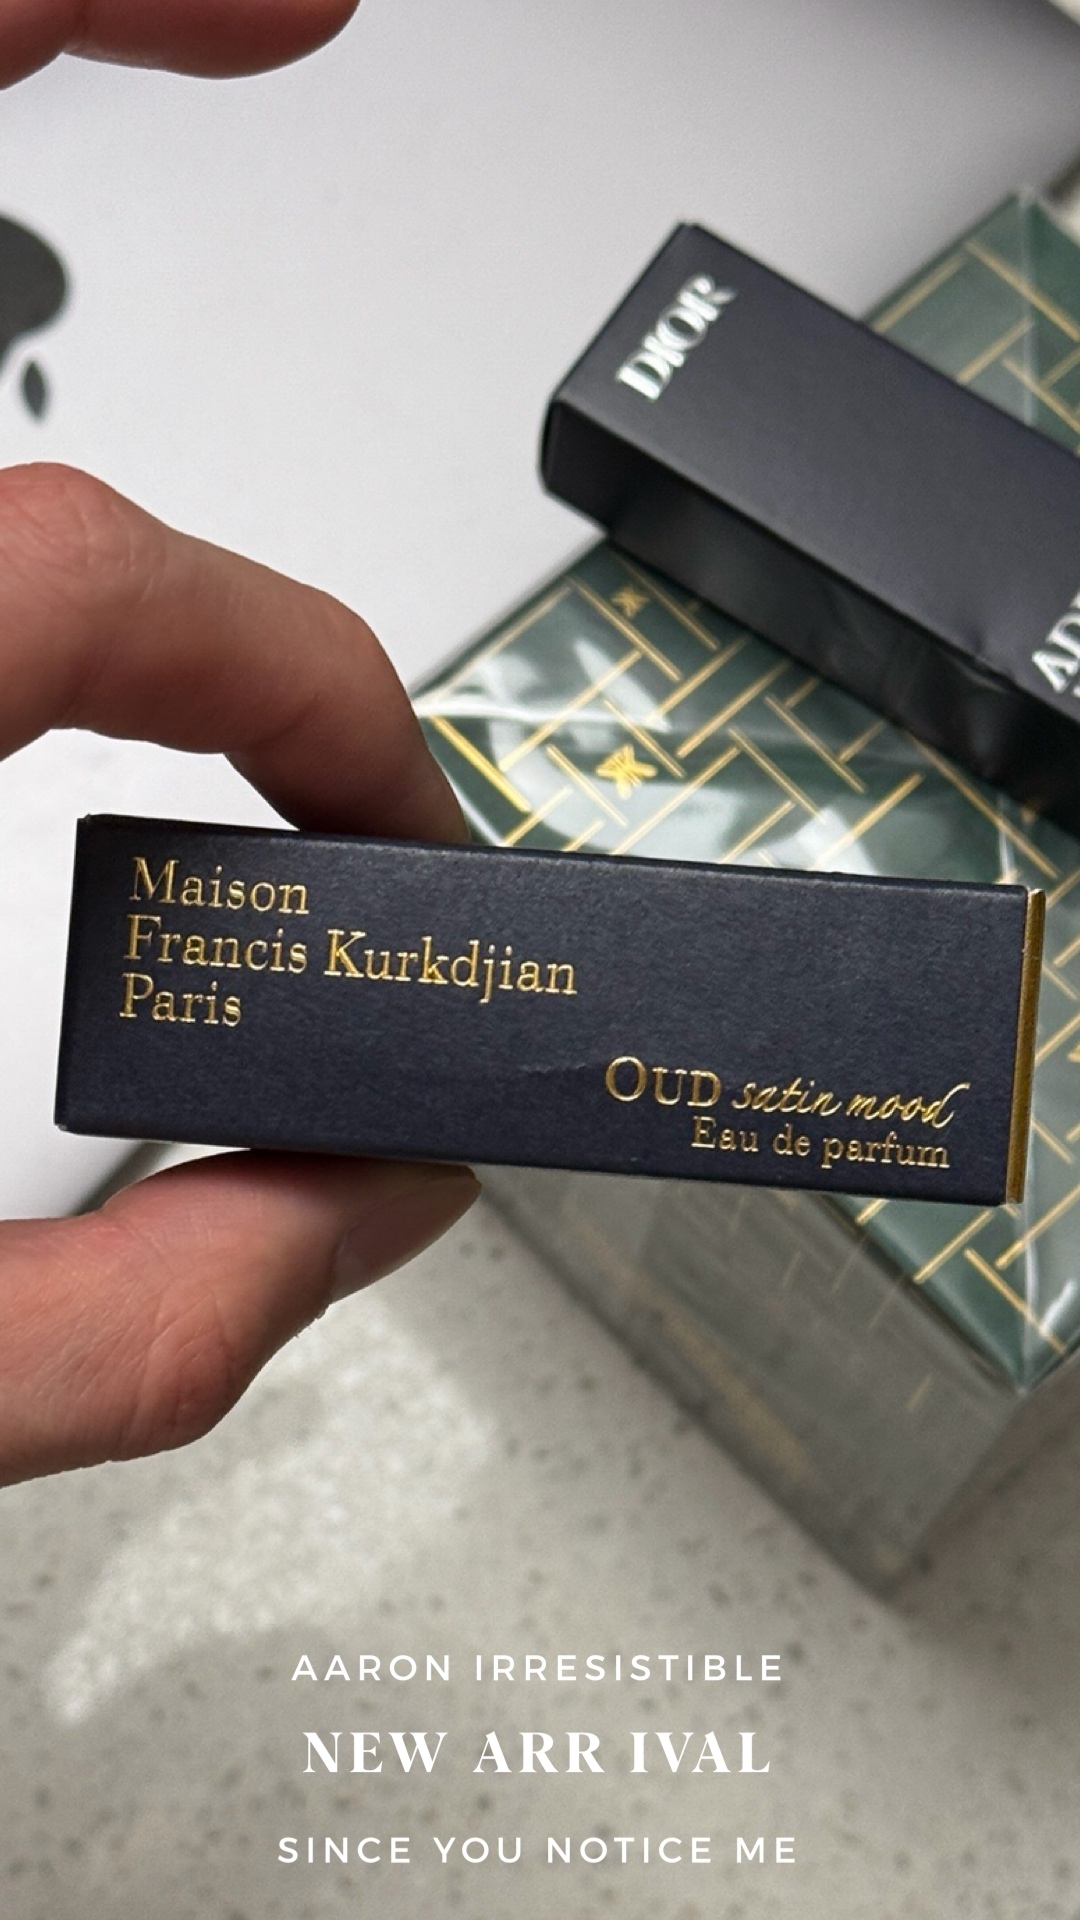 DIOR
Maison
Francis Kurkdjian
Paris
OUD satin mood
Eau de parfum
AARON IRRESISTIBLE
NEW ARR IVAL
SINCE YOU NOTICE ME